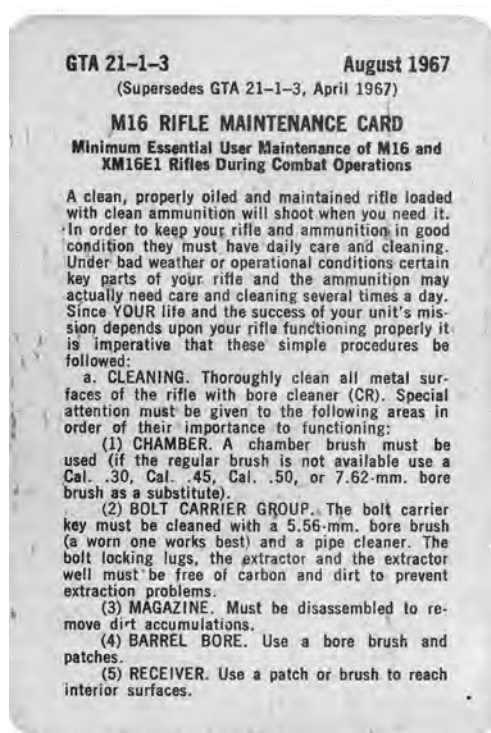 GTA 21-1-3 August 1967
(Supersedes GTA 21-1-3, April 1967)
M16 RIFLE MAINTENANCE CARD
Minimum Essential User Maintenance of M16 and
XM16E1 Rifles During Combat Operations
A clean, properly oiled and maintained rifle loaded
with clean ammunition will shoot when you need it.
In order to keep your rifle and ammunition in good
condition they must have daily care and cleaning.
Under bad weather or operational conditions certain
key parts of your rifle and the ammunition may
actually need care and cleaning several times a day.
Since YOUR life and the success of your unit's mis-
sion depends upon your rifle functioning properly it
is imperative that these simple procedures be
followed:
a. CLEANING. Thoroughly clean all metal sur-
faces of the rifle with bore cleaner (CR). Special
attention must be given to the following areas in
order of their importance to functioning:
(1) CHAMBER. A chamber brush must be
used (if the regular brush is not available use a
Cal. .30, Cal. .45, Cal. .50, or 7.62-mm. bore
brush as a substitute).
(2) BOLT CARRIER GROUP. The bolt carrier
key must be cleaned with a 5.56-mm. bore brush
(a worn one works best) and a pipe cleaner. The
bolt locking lugs, the extractor and the extractor
well must be free of carbon and dirt to prevent
extraction problems.
(3) MAGAZINE. Must be disassembled to re-
move dirt accumulations.
(4) BARREL BORE. Use a bore brush and
patches.
(5) RECEIVER. Use a patch or brush to reach
interior surfaces.